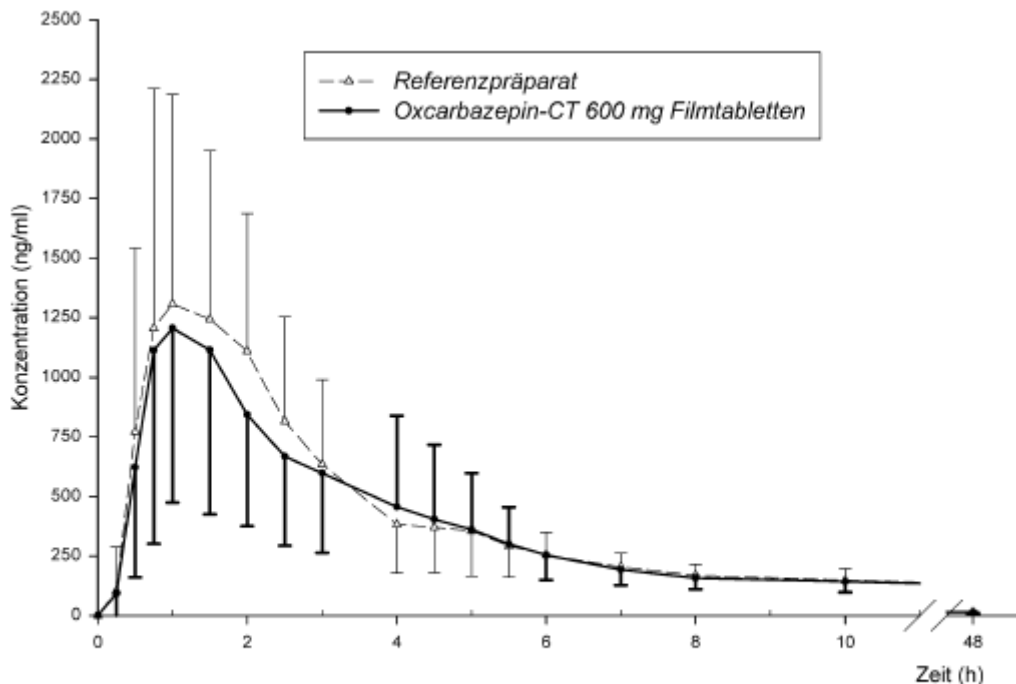 2500
2250
2000
1750
1500
1250
1000
750
500
250
0
Konzentration (ng/ml)
Referenzpräparat
Oxcarbazepin-CT 600 mg Filmtabletten
0 2 4 6 8 10 48
Zeit (h)